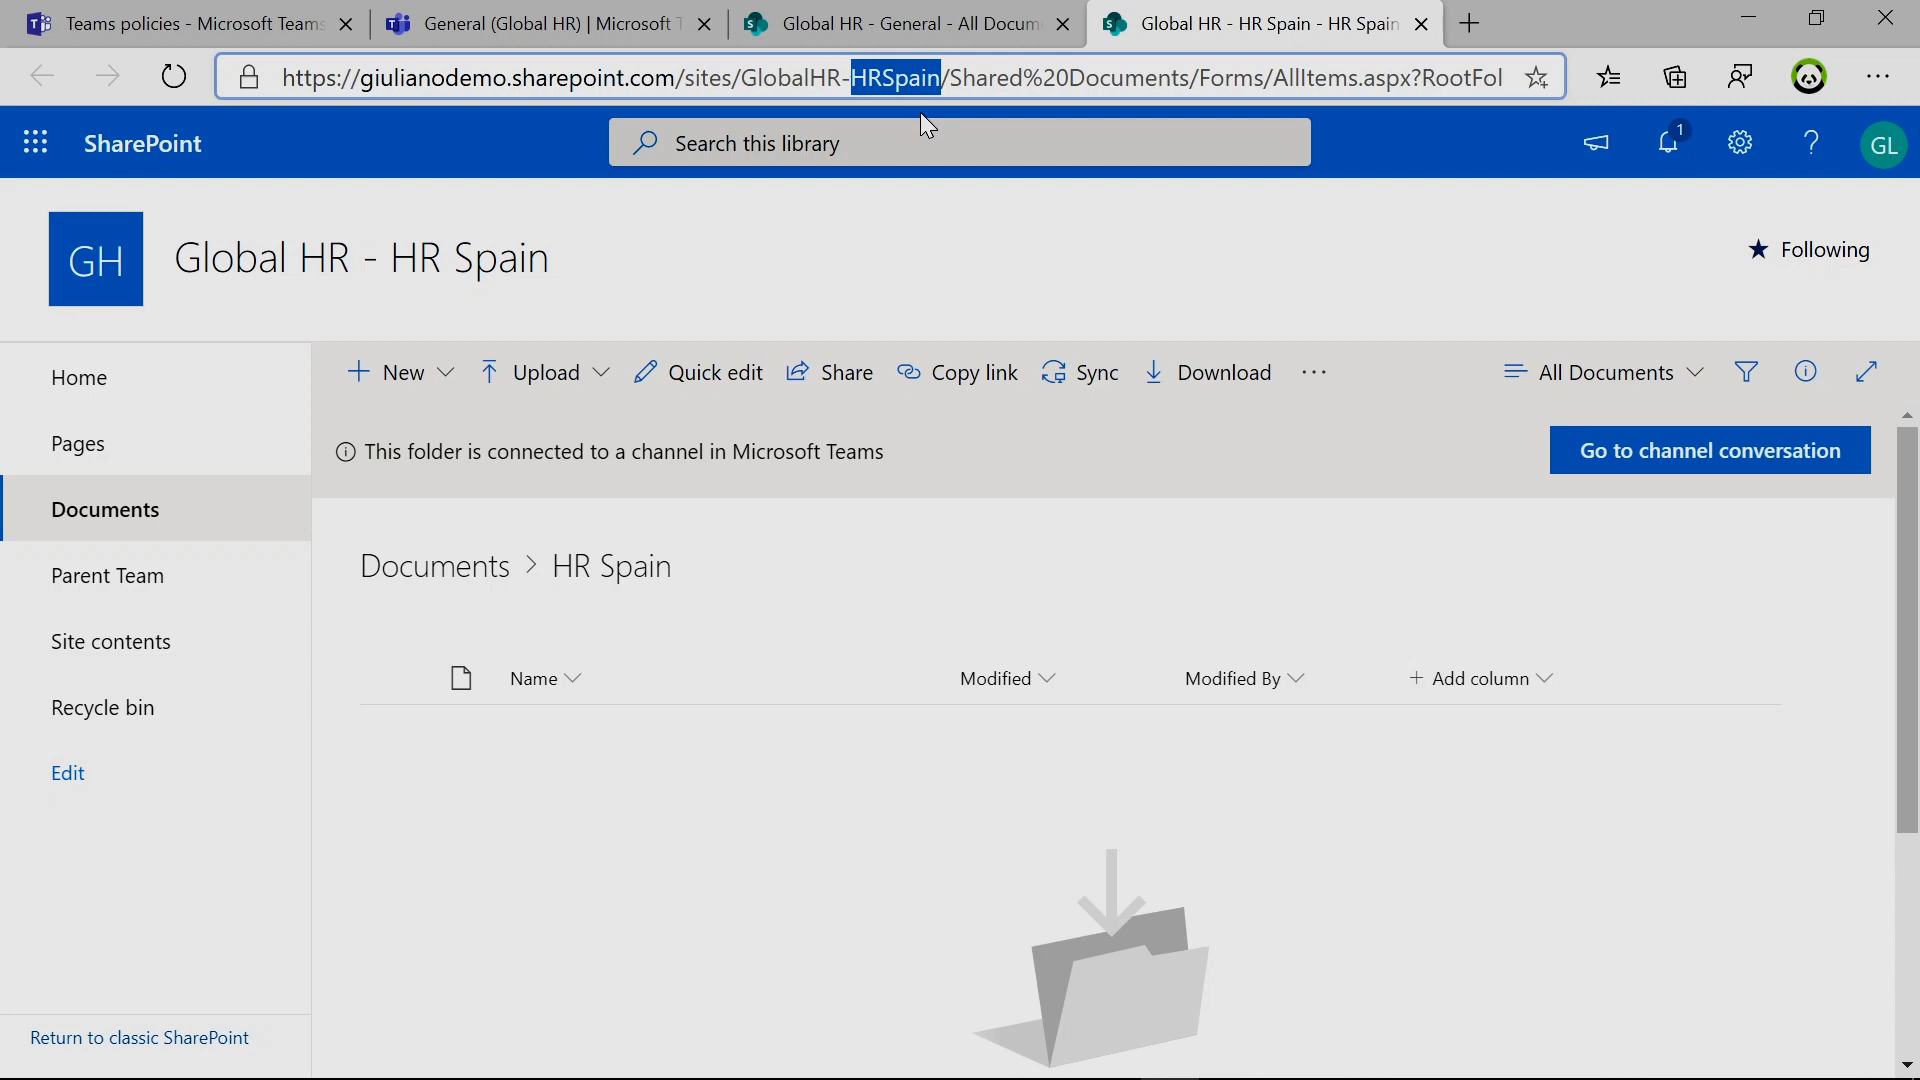 Teams policies - Microsoft Teams
General (Global HR) | Microsoft T
Global HR - General - All Docum
Global HR - HR Spain - HR Spain
https://giulianodemo.sharepoint.com/sites/GlobalHR-HRSpain/Shared%20Documents/Forms/AllItems.aspx?RootFol
SharePoint
Search this library
1
?
GL
GH
Global HR - HR Spain
Following
Home
Pages
Documents
Parent Team
Site contents
Recycle bin
Edit
Return to classic SharePoint
New
Upload
Quick edit
Share
Copy link
Sync
Download
All Documents
This folder is connected to a channel in Microsoft Teams
Go to channel conversation
Documents > HR Spain
Name
Modified
Modified By
+ Add column